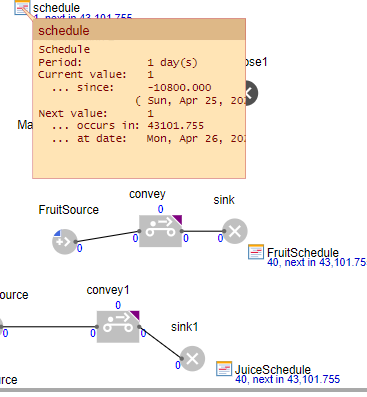 schedule
1, next in 43,101.755
schedule
Schedule
Period: 1 day(s)
Current value: 1
... since: -10800.000
( Sun, Apr 25, 20
Next value: 1
... occurs in: 43101.755
... at date: Mon, Apr 26, 20
ose1
Ma
convey
sink
0
FruitSource
0
0
0
0
FruitSchedule
40, next in 43,101.75
ource
convey1
0
sink1
0
0
0
0
JuiceSchedule
40, next in 43,101.755
rce